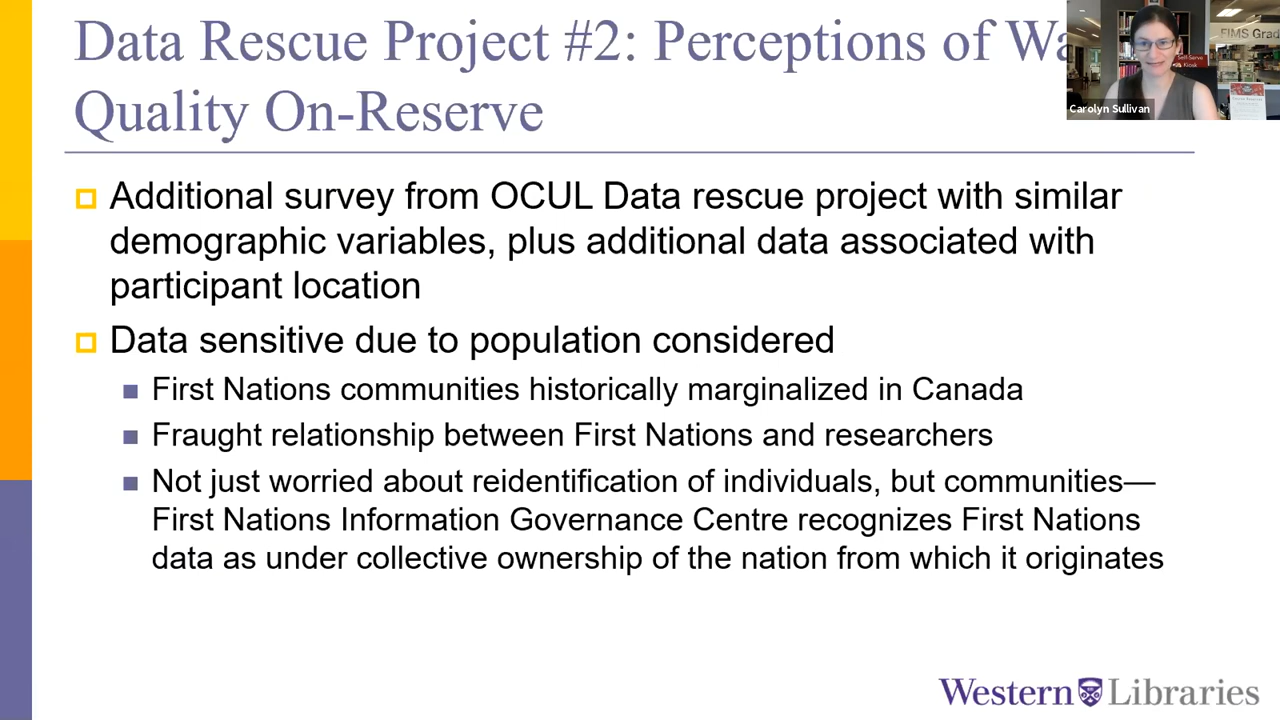 Data Rescue Project #2: Perceptions of
Quality On-Reserve
Carolyn Sullivan
FIMS Grad
Self-Serve
Kiosk
Additional survey from OCUL Data rescue project with similar
demographic variables, plus additional data associated with
participant location
Data sensitive due to population considered
First Nations communities historically marginalized in Canada
Fraught relationship between First Nations and researchers
Not just worried about reidentification of individuals, but communities—
First Nations Information Governance Centre recognizes First Nations
data as under collective ownership of the nation from which it originates
Western Libraries